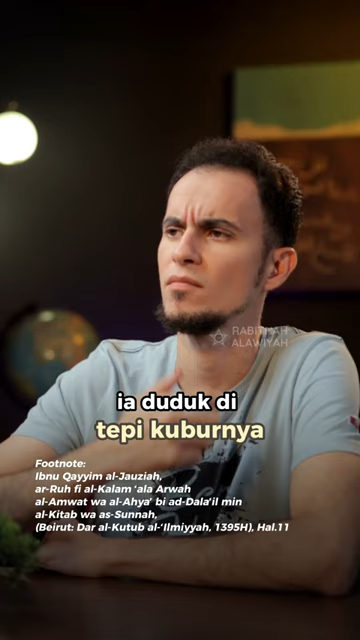 RABITHAH
ALAWIYAH
ia duduk di
tepi kuburnya
Footnote:
Ibnu Qayyim al-Jauziah,
ar-Ruh fi al-Kalam ‘ala Arwah
al-Amwat wa al-Ahya’ bi ad-Dala’il min
al-Kitab wa as-Sunnah,
(Beirut: Dar al-Kutub al-‘Ilmiyyah, 1395H), Hal.11